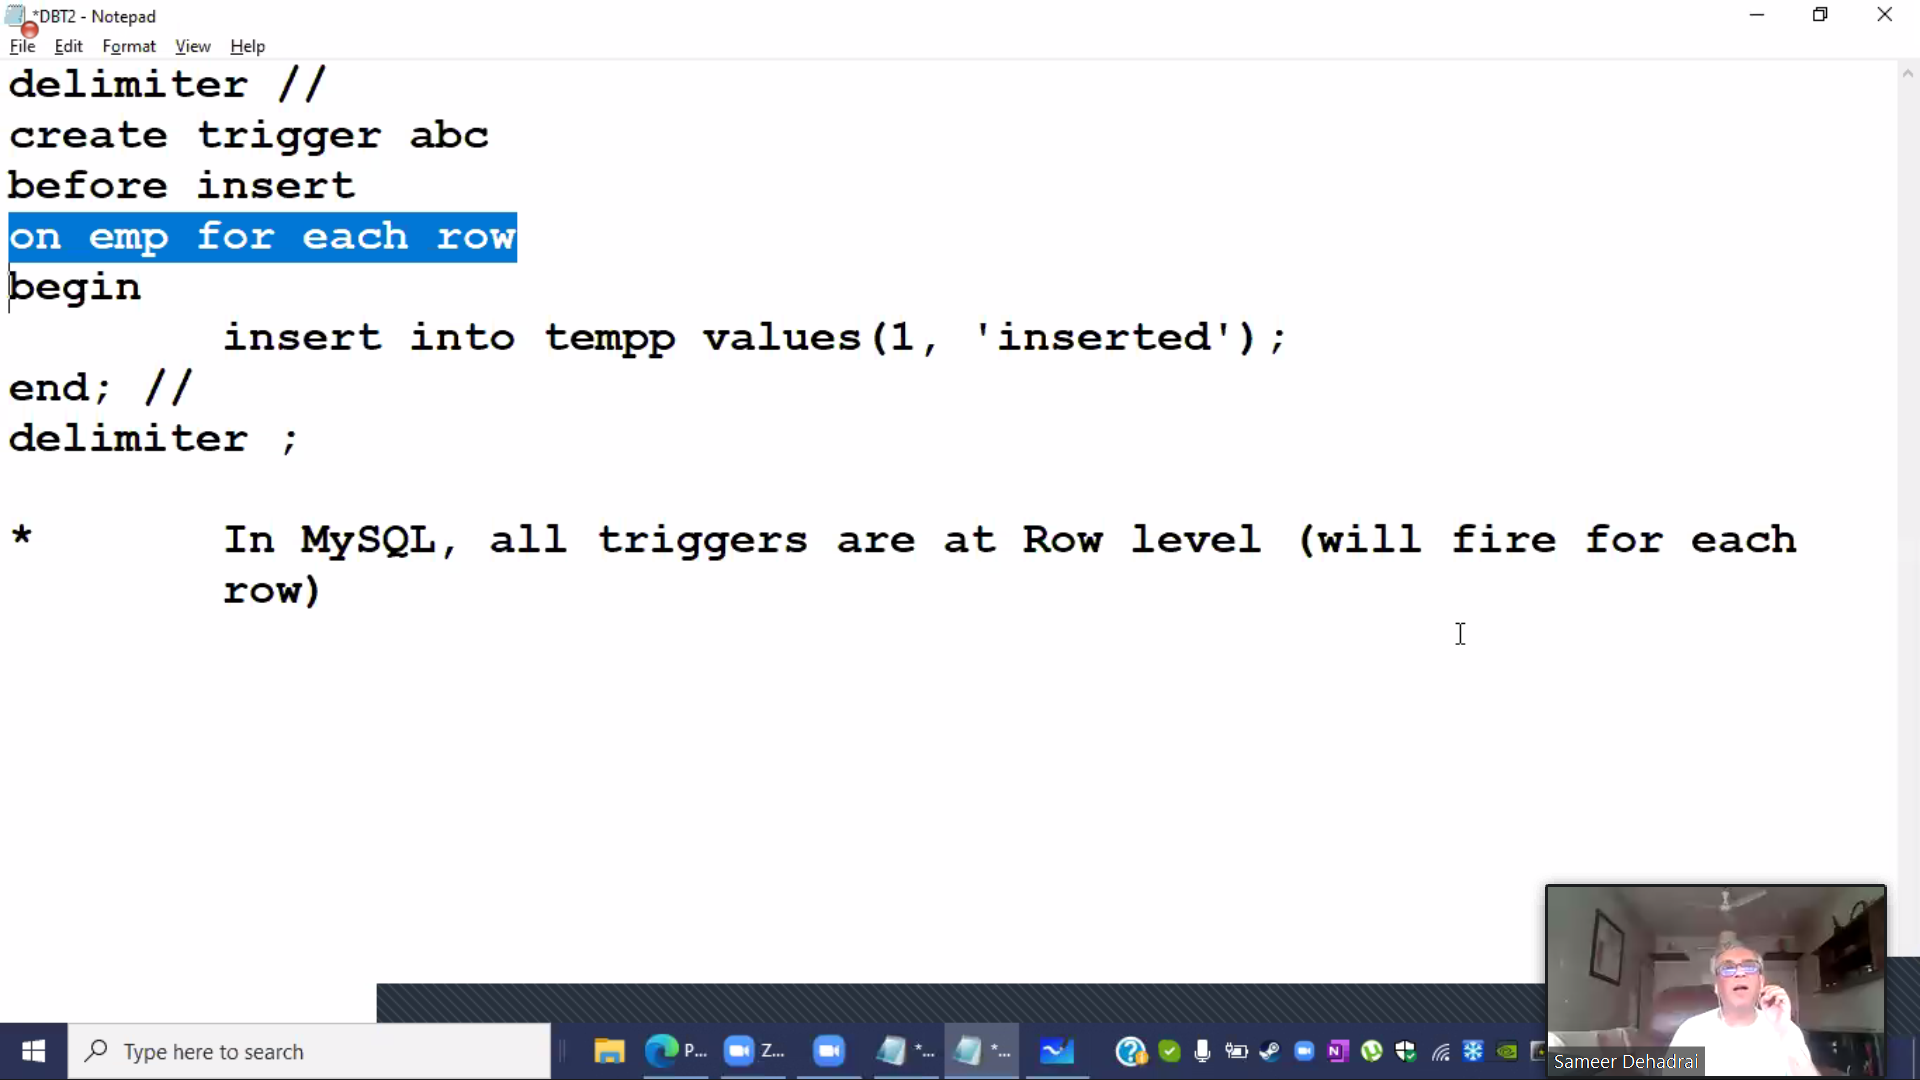 *DBT2 - Notepad
File Edit Format View Help
delimiter //
create trigger abc
before insert
on emp for each row
begin
insert into tempp values(1, 'inserted');
end; //
delimiter ;
* In MySQL, all triggers are at Row level (will fire for each
row)
Type here to search
P...
Z...
*...
*...
Sameer Dehadrai